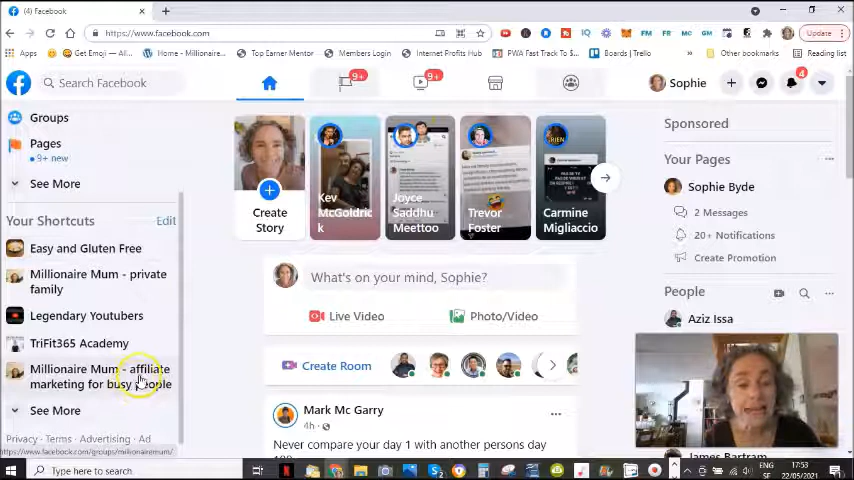 (4) Facebook
https://www.facebook.com
FM
FR
MC
GM
Update
Apps
Get Emoji — Al...
Home - Millionaire...
Top Earner Mentor
Members Login
Internet Profits Hub
PWA Fast Track To $...
Boards | Trello
Other bookmarks
Reading list
Search Facebook
9+
9+
Sophie
4
Groups
Pages
9+ new
See More
Your Shortcuts
Edit
Easy and Gluten Free
Millionaire Mum - private
family
Legendary Youtubers
TriFit365 Academy
Millionaire Mum - affiliate
marketing for busy people
See More
Privacy · Terms · Advertising · Ad
https://www.facebook.com/groups/millionairemum/
Create
Story
Kev
McGoldric
k
Joyce
Saddhu
Meettoo
Trevor
Foster
Carmine
Migliaccio
What's on your mind, Sophie?
Live Video
Photo/Video
Create Room
Mark Mc Garry
4h
Never compare your day 1 with another persons day
Sponsored
Your Pages
Sophie Byde
2 Messages
20+ Notifications
Create Promotion
People
Aziz Issa
James Bartram
Type here to search
ENG
SF
17:53
22/05/2021